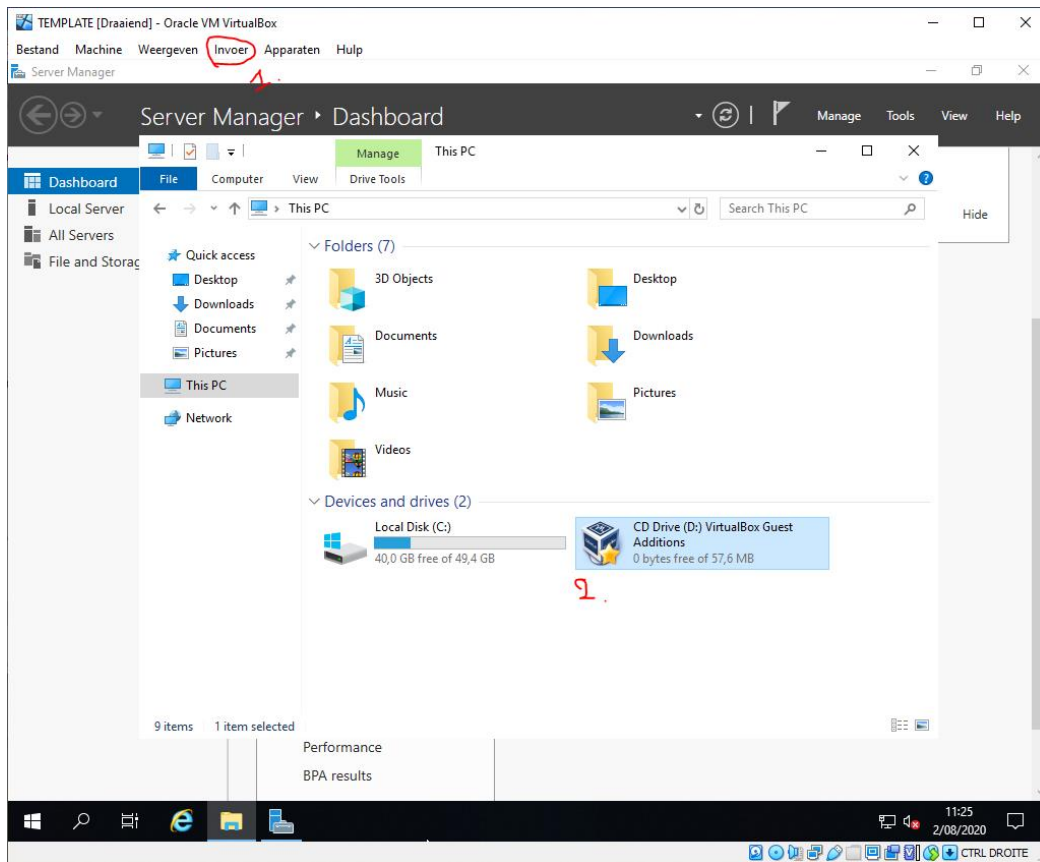 TEMPLATE [Draaiend] - Oracle VM VirtualBox
Bestand Machine Weergeven Invoer Apparaten Hulp
1.
Server Manager
Server Manager Dashboard
Manage Tools View Help
Manage This PC
File Computer View Drive Tools
This PC
Search This PC
Dashboard
Local Server
All Servers
File and Storag
Hide
Quick access
Desktop
Downloads
Documents
Pictures
This PC
Network
Folders (7)
3D Objects
Desktop
Documents
Downloads
Music
Pictures
Videos
Devices and drives (2)
Local Disk (C:)
40,0 GB free of 49,4 GB
CD Drive (D:) VirtualBox Guest
Additions
0 bytes free of 57,6 MB
2.
9 items 1 item selected
Performance
BPA results
11:25
2/08/2020
CTRL DROITE